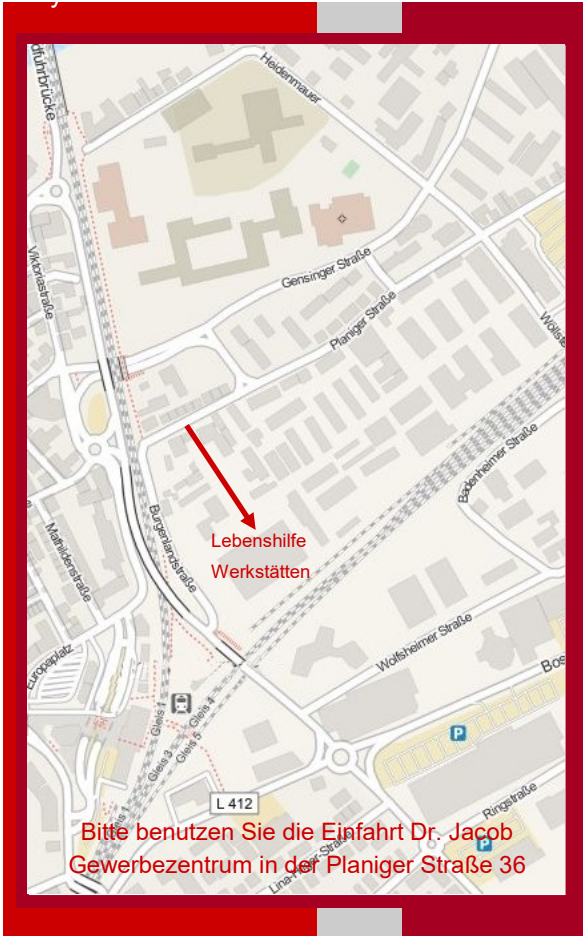 Heidenmauer
Viktoriastraße
Gensinger Straße
Planiger Straße
Badenheimer Straße
Lebenshilfe
Werkstätten
Burgenlandstraße
Mathildenstraße
Europaplatz
Wolfsheimer Straße
Gleis 1
Gleis 4
Gleis 3
Gleis 5
P
L 412
Ringstraße
P
Bitte benutzen Sie die Einfahrt Dr. Jacob
Gewerbezentrum in der Planiger Straße 36